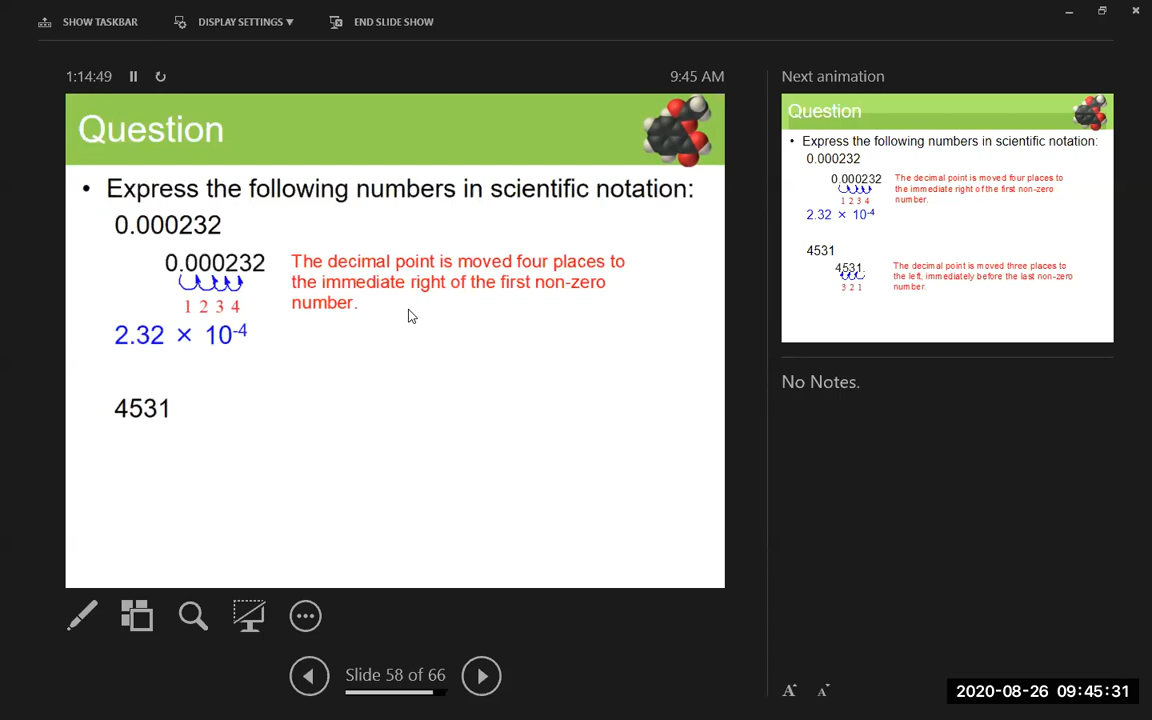 SHOW TASKBAR DISPLAY SETTINGS ▼ END SLIDE SHOW
1:14:49 9:45 AM
Question
• Express the following numbers in scientific notation:
0.000232
0.000232
1 2 3 4
The decimal point is moved four places to
the immediate right of the first non-zero
number.
2.32 × 10⁻⁴
4531
Slide 58 of 66
Next animation
Question
• Express the following numbers in scientific notation:
0.000232
0.000232
1 2 3 4
The decimal point is moved four places to
the immediate right of the first non-zero
number.
2.32 × 10⁻⁴
4531
4531.
3 2 1
The decimal point is moved three places to
the left, immediately before the last non-zero
number.
No Notes.
A A
2020-08-26 09:45:31